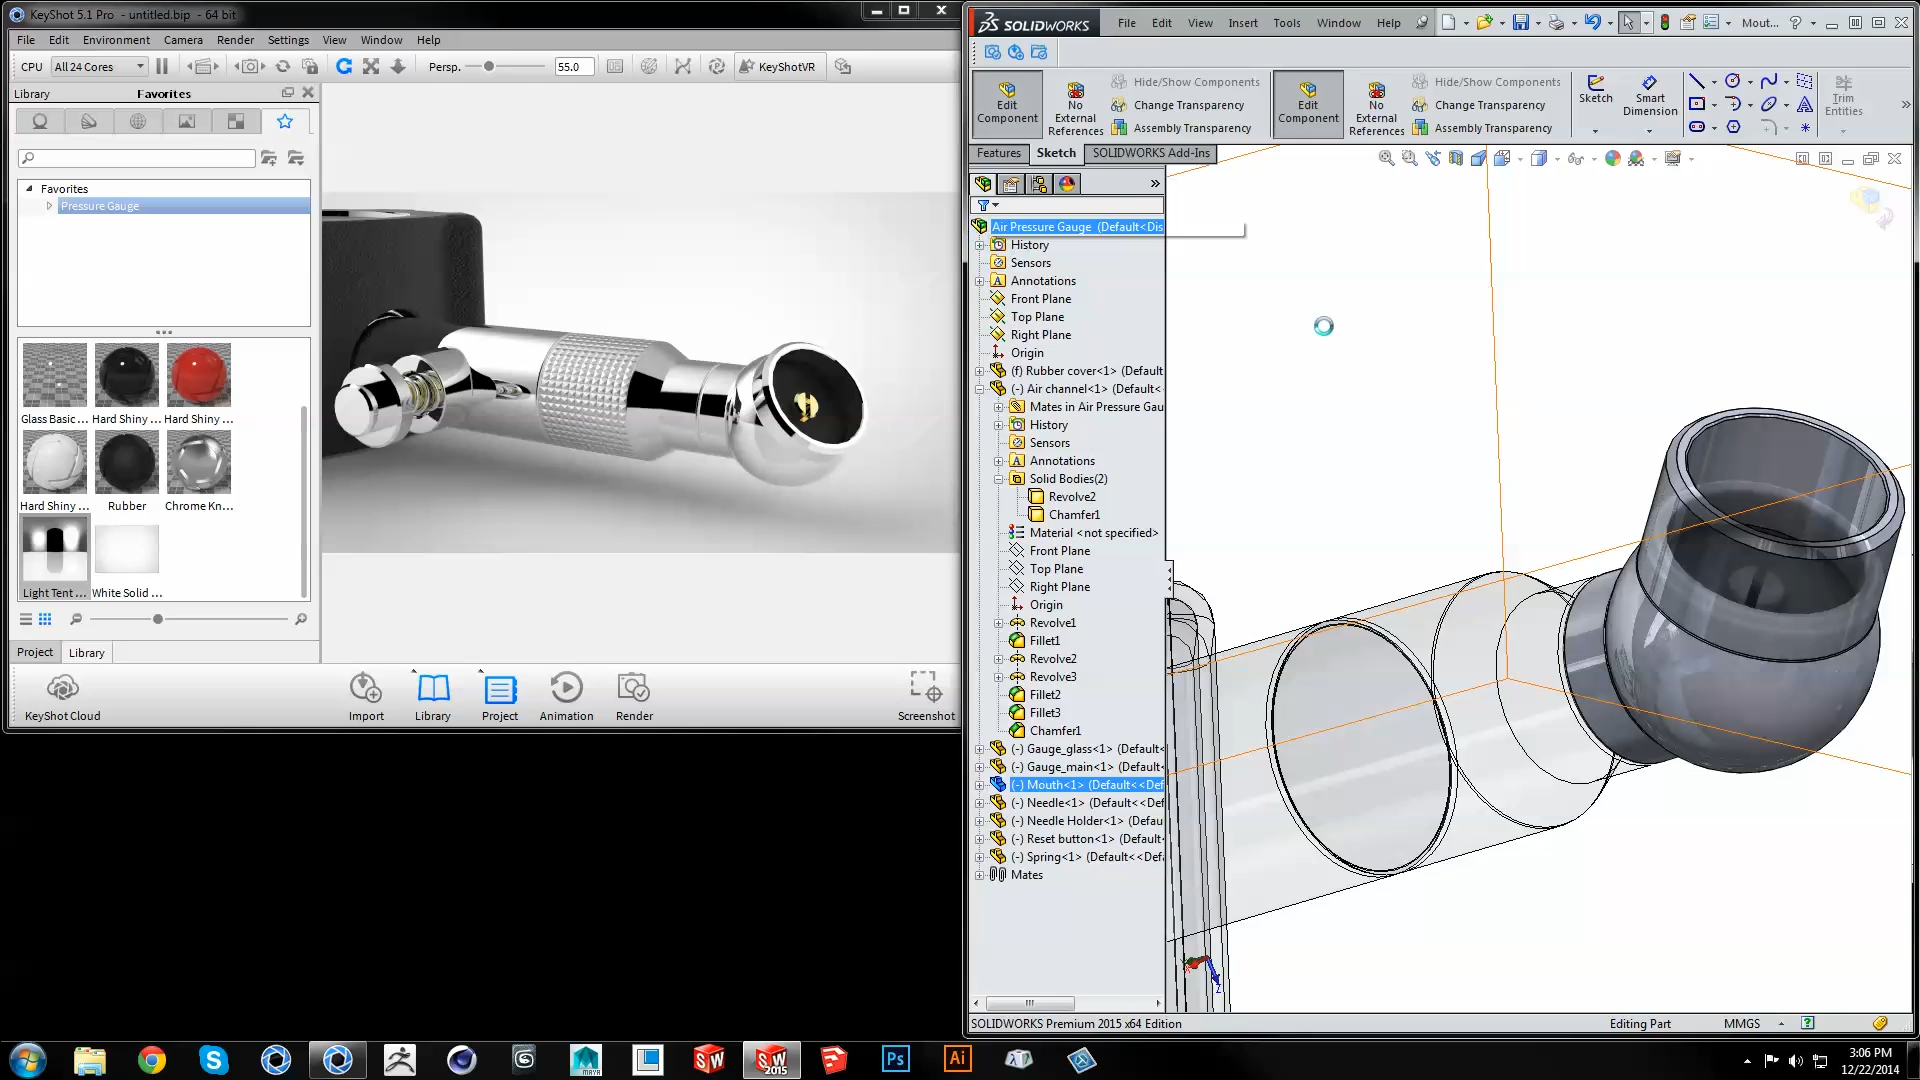 KeyShot 5.1 Pro - untitled.bip - 64 bit
File Edit Environment Camera Render Settings View Window Help
CPU All 24 Cores Persp. 55.0 KeyShotVR
Library Favorites
Favorites
Pressure Gauge
Glass Basic ... Hard Shiny ... Hard Shiny ...
Hard Shiny ... Rubber Chrome Kn...
Light Tent ... White Solid ...
Project Library
KeyShot Cloud Import Library Project Animation Render Screenshot
SOLIDWORKS File Edit View Insert Tools Window Help Mout...
Edit Component No External References Hide/Show Components Change Transparency Assembly Transparency
Edit Component No External References Hide/Show Components Change Transparency Assembly Transparency
Sketch Smart Dimension Trim Entities
Features Sketch SOLIDWORKS Add-Ins
Air Pressure Gauge (Default<Dis
History
Sensors
Annotations
Front Plane
Top Plane
Right Plane
Origin
(f) Rubber cover<1> (Default
(-) Air channel<1> (Default<
Mates in Air Pressure Gau
History
Sensors
Annotations
Solid Bodies(2)
Revolve2
Chamfer1
Material <not specified>
Front Plane
Top Plane
Right Plane
Origin
Revolve1
Fillet1
Revolve2
Revolve3
Fillet2
Fillet3
Chamfer1
(-) Gauge_glass<1> (Default<
(-) Gauge_main<1> (Default<
(-) Mouth<1> (Default<<Def
(-) Needle<1> (Default<<Def
(-) Needle Holder<1> (Defau
(-) Reset button<1> (Default
(-) Spring<1> (Default<<Defa
Mates
Z
SOLIDWORKS Premium 2015 x64 Edition Editing Part MMGS
MAYA SW SW 2015 Ps Ai
3:06 PM
12/22/2014